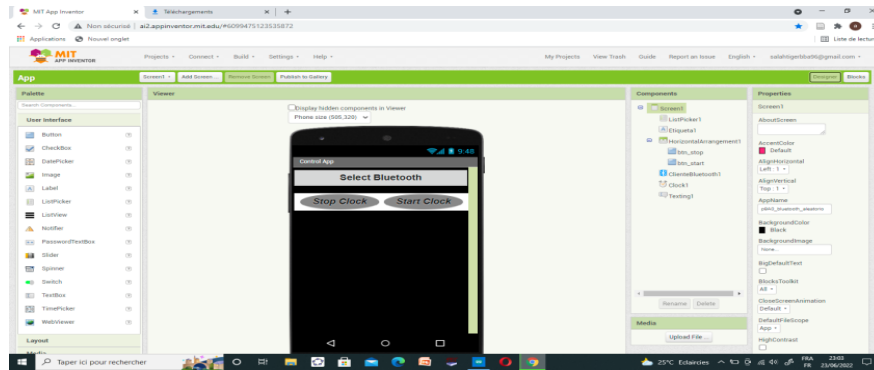 MIT App Inventor
Téléchargements
Non sécurisé
ai2.appinventor.mit.edu/#6099475123535872
Applications
Nouvel onglet
Liste de lectur
MIT
APP INVENTOR
Projects
Connect
Build
Settings
Help
My Projects
View Trash
Guide
Report an Issue
English
App
Screen1
Add Screen ...
Remove Screen
Publish to Gallery
Designer
Blocks
Palette
Search Components...
User Interface
Button
CheckBox
DatePicker
Image
Label
ListPicker
ListView
Notifier
PasswordTextBox
Slider
Spinner
Switch
TextBox
TimePicker
WebViewer
Layout
Media
Viewer
Display hidden components in Viewer
Phone size (505,320)
9:48
Control App
Select Bluetooth
Stop Clock
Start Clock
Components
Screen1
ListPicker1
Etiqueta1
HorizontalArrangement1
btn_stop
btn_start
ClienteBluetooth1
Clock1
Texting1
Rename
Delete
Media
Upload File ...
Properties
Screen1
AboutScreen
AccentColor
Default
AlignHorizontal
Left : 1
AlignVertical
Top : 1
AppName
BackgroundColor
Black
BackgroundImage
None...
BigDefaultText
BlocksToolkit
All
CloseScreenAnimation
Default
DefaultFileScope
App
HighContrast
Taper ici pour rechercher
25°C Eclaircies
FRA
FR
23:03
23/06/2022